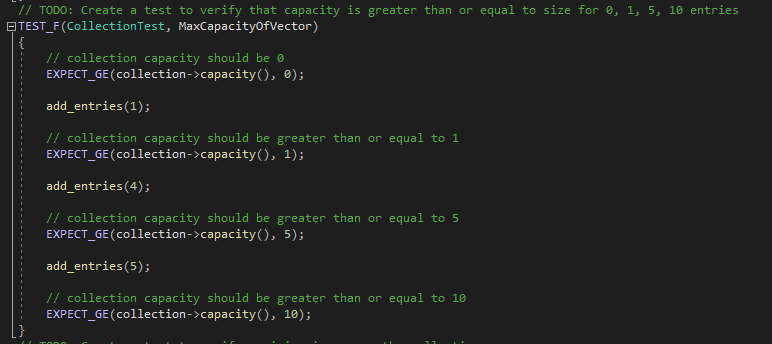 // TODO: Create a test to verify that capacity is greater than or equal to size for 0, 1, 5, 10 entries
TEST_F(CollectionTest, MaxCapacityOfVector)
{
// collection capacity should be 0
EXPECT_GE(collection->capacity(), 0);
add_entries(1);
// collection capacity should be greater than or equal to 1
EXPECT_GE(collection->capacity(), 1);
add_entries(4);
// collection capacity should be greater than or equal to 5
EXPECT_GE(collection->capacity(), 5);
add_entries(5);
// collection capacity should be greater than or equal to 10
EXPECT_GE(collection->capacity(), 10);
}